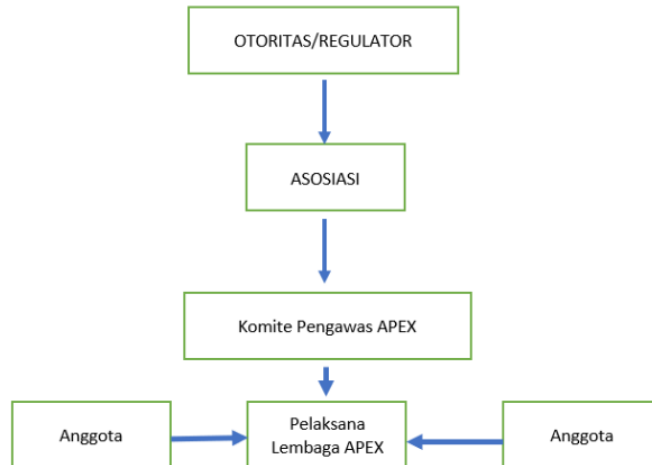 OTORITAS/REGULATOR
ASOSIASI
Komite Pengawas APEX
Anggota
Pelaksana
Lembaga APEX
Anggota